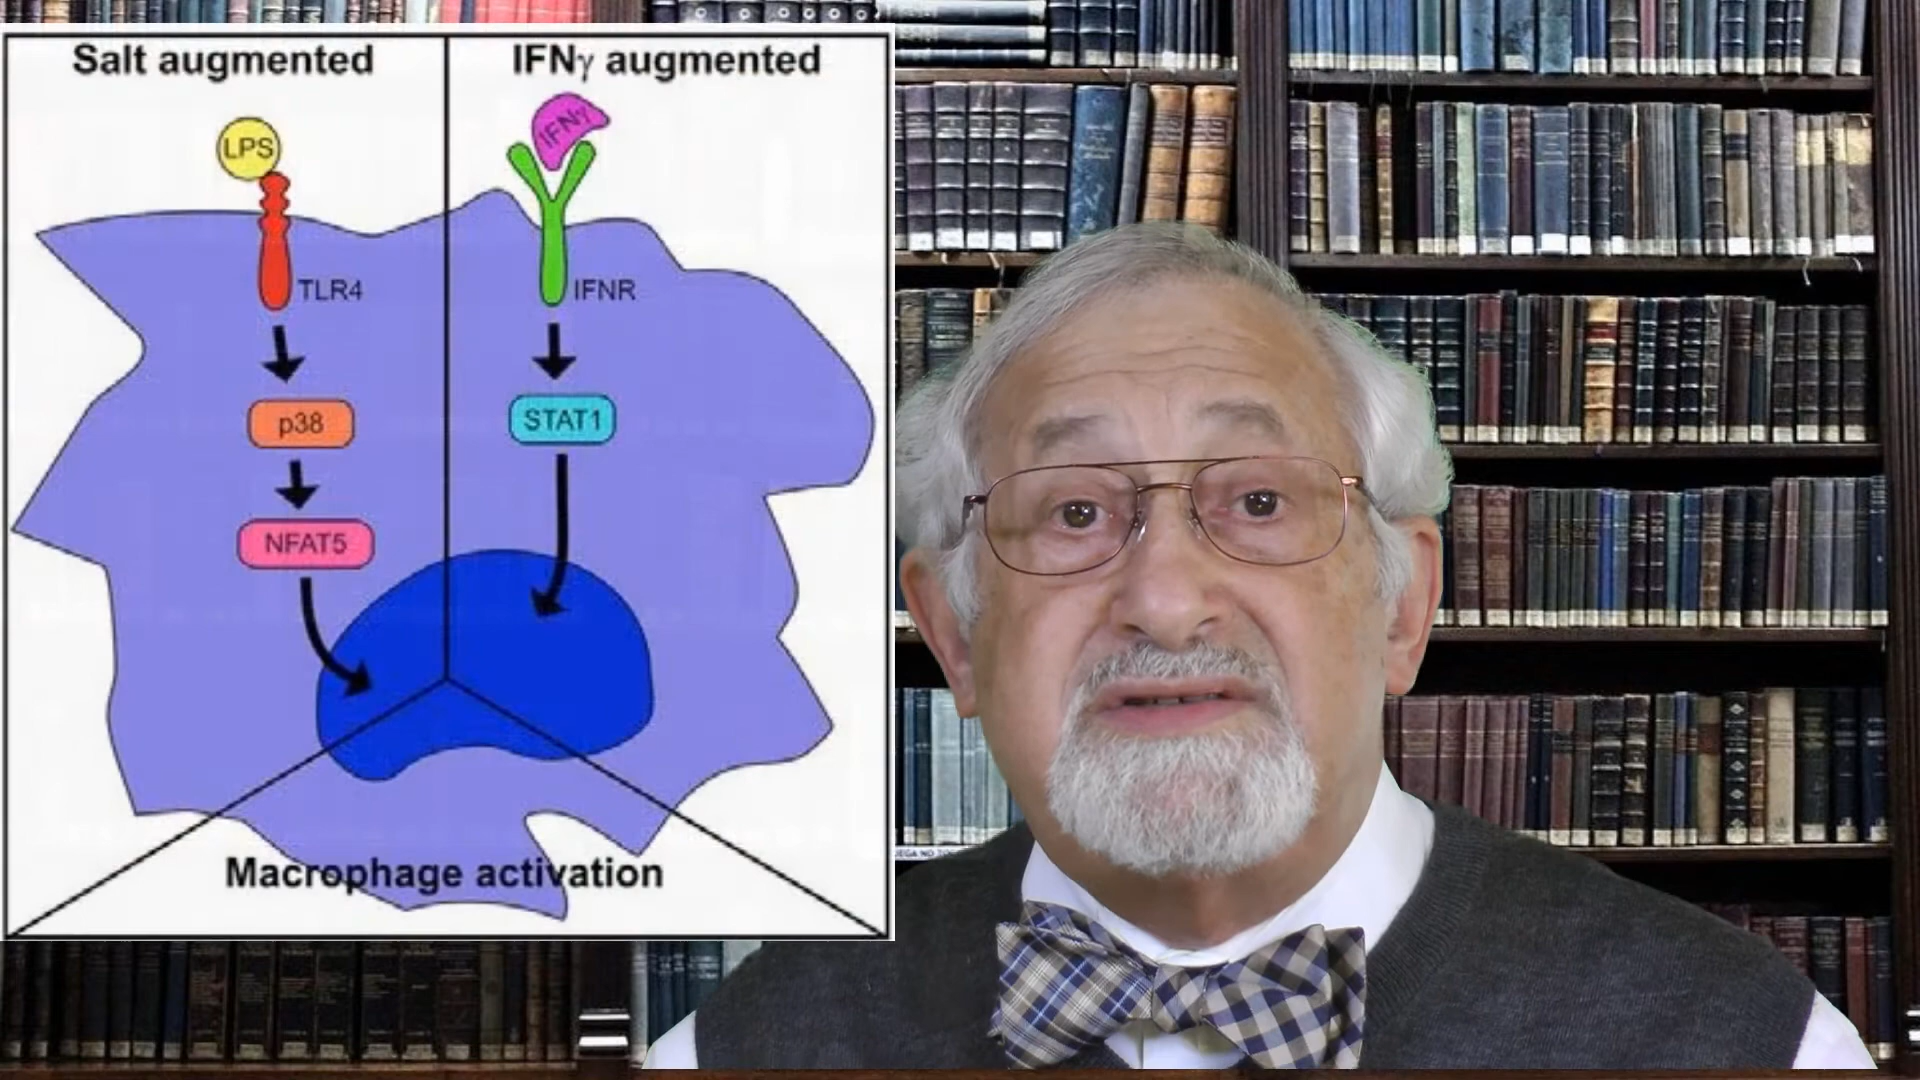 Salt augmented
IFNγ augmented
LPS
IFNγ
TLR4
IFNR
p38
STAT1
NFAT5
Macrophage activation